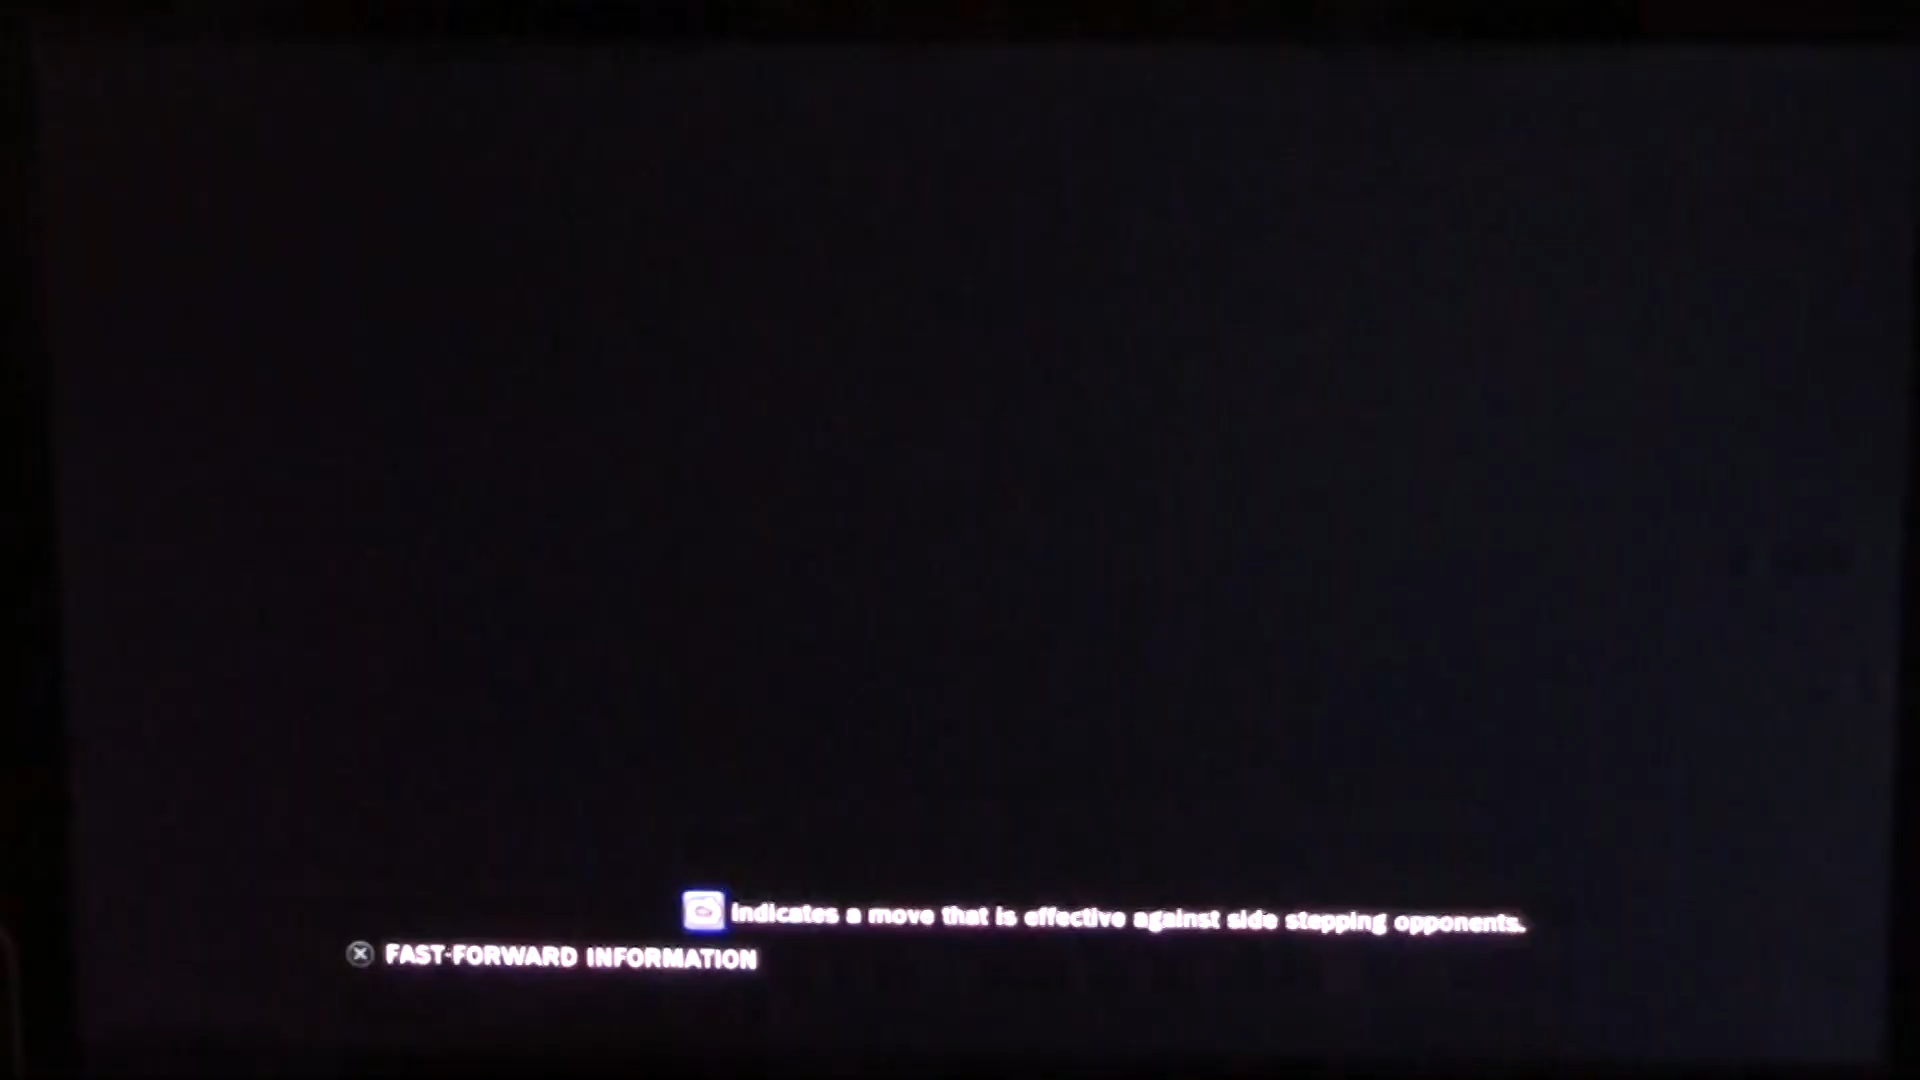 indicates a move that is effective against side stepping opponents.
FAST-FORWARD INFORMATION